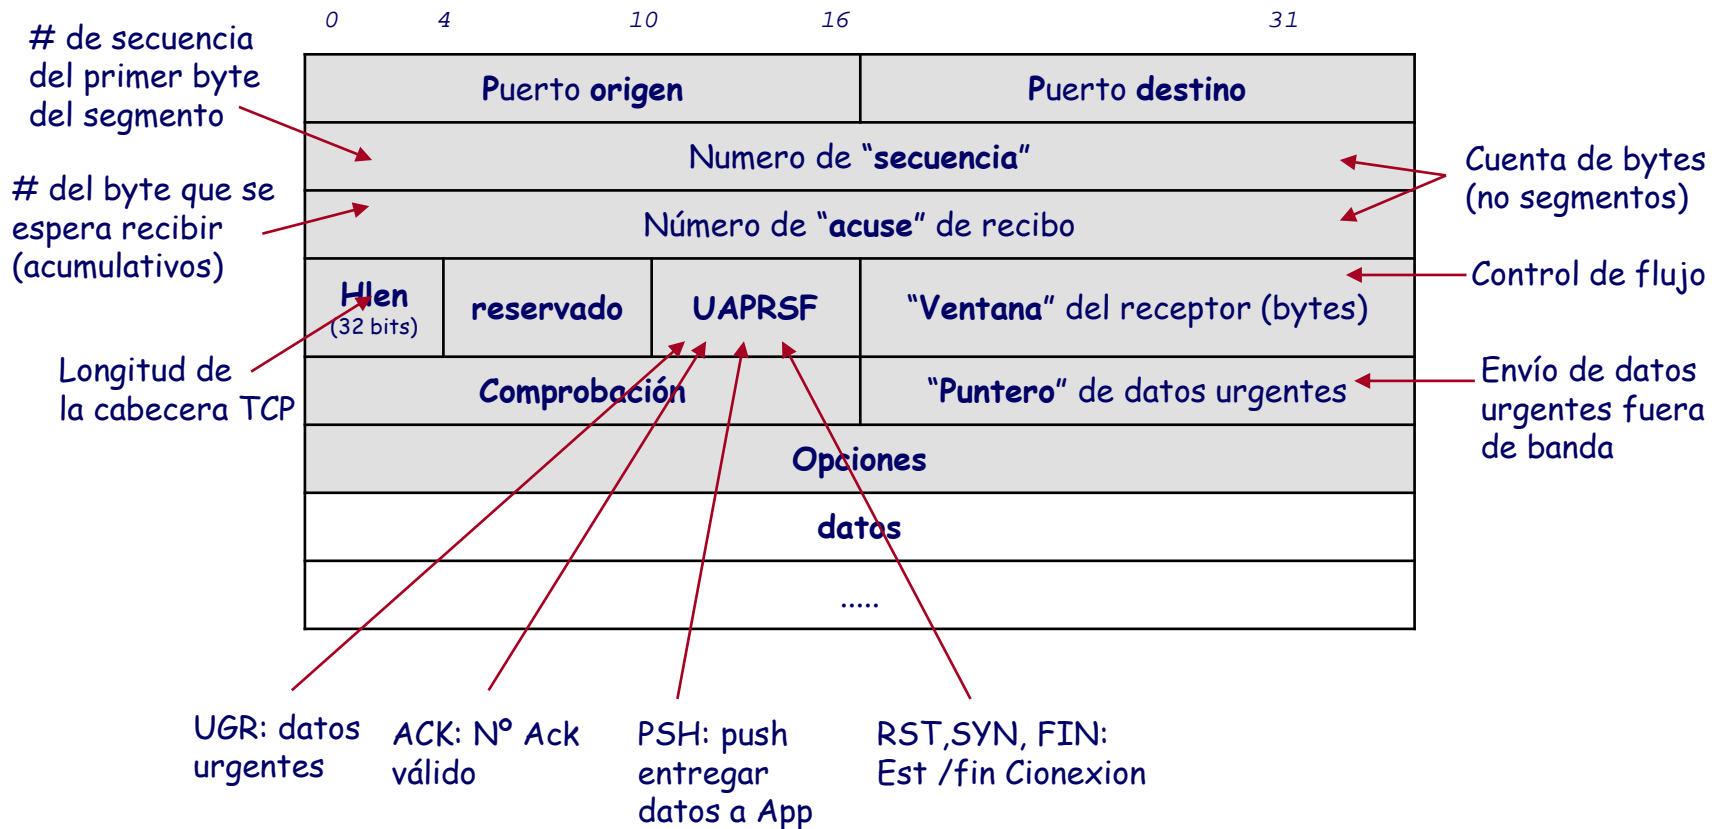 0 4 10 16 31
# de secuencia
del primer byte
del segmento
Puerto origen
Puerto destino
Numero de “secuencia”
Cuenta de bytes
(no segmentos)
# del byte que se
espera recibir
(acumulativos)
Número de “acuse” de recibo
Hlen
(32 bits)
reservado
UAPRSF
“Ventana” del receptor (bytes)
Control de flujo
Longitud de
la cabecera TCP
Comprobación
“Puntero” de datos urgentes
Envío de datos
urgentes fuera
de banda
Opciones
datos
.....
UGR: datos
urgentes
ACK: Nº Ack
válido
PSH: push
entregar
datos a App
RST,SYN, FIN:
Est /fin Cionexion